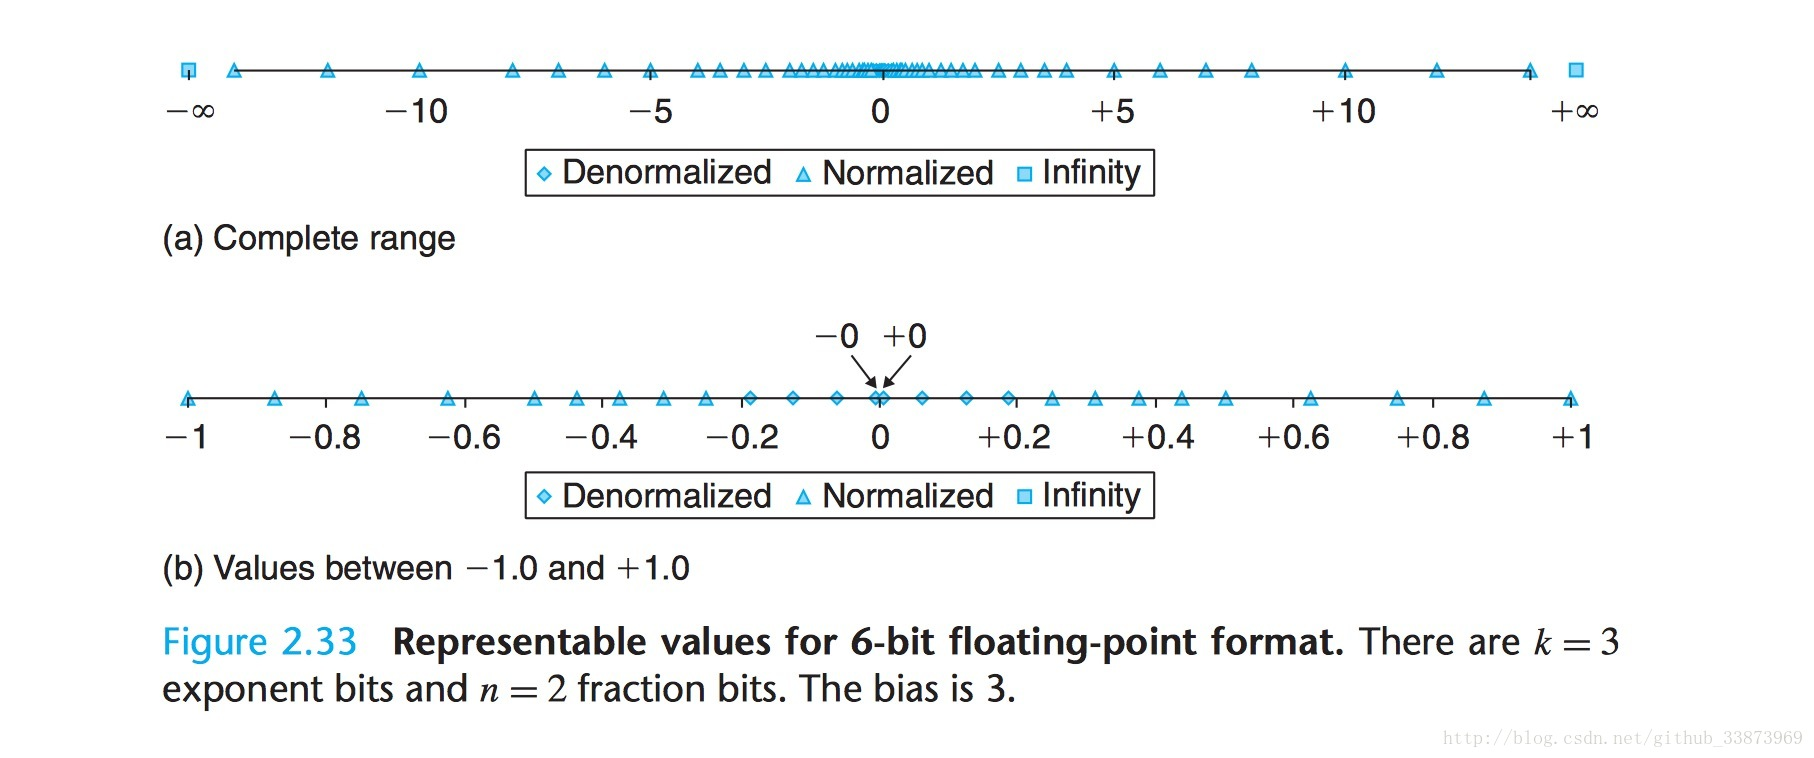 −∞ −10 −5 0 +5 +10 +∞
Denormalized Normalized Infinity
(a) Complete range
−0 +0
−1 −0.8 −0.6 −0.4 −0.2 0 +0.2 +0.4 +0.6 +0.8 +1
Denormalized Normalized Infinity
(b) Values between −1.0 and +1.0
Figure 2.33 Representable values for 6-bit floating-point format. There are k = 3
exponent bits and n = 2 fraction bits. The bias is 3.
http://blog.csdn.net/github_33873969